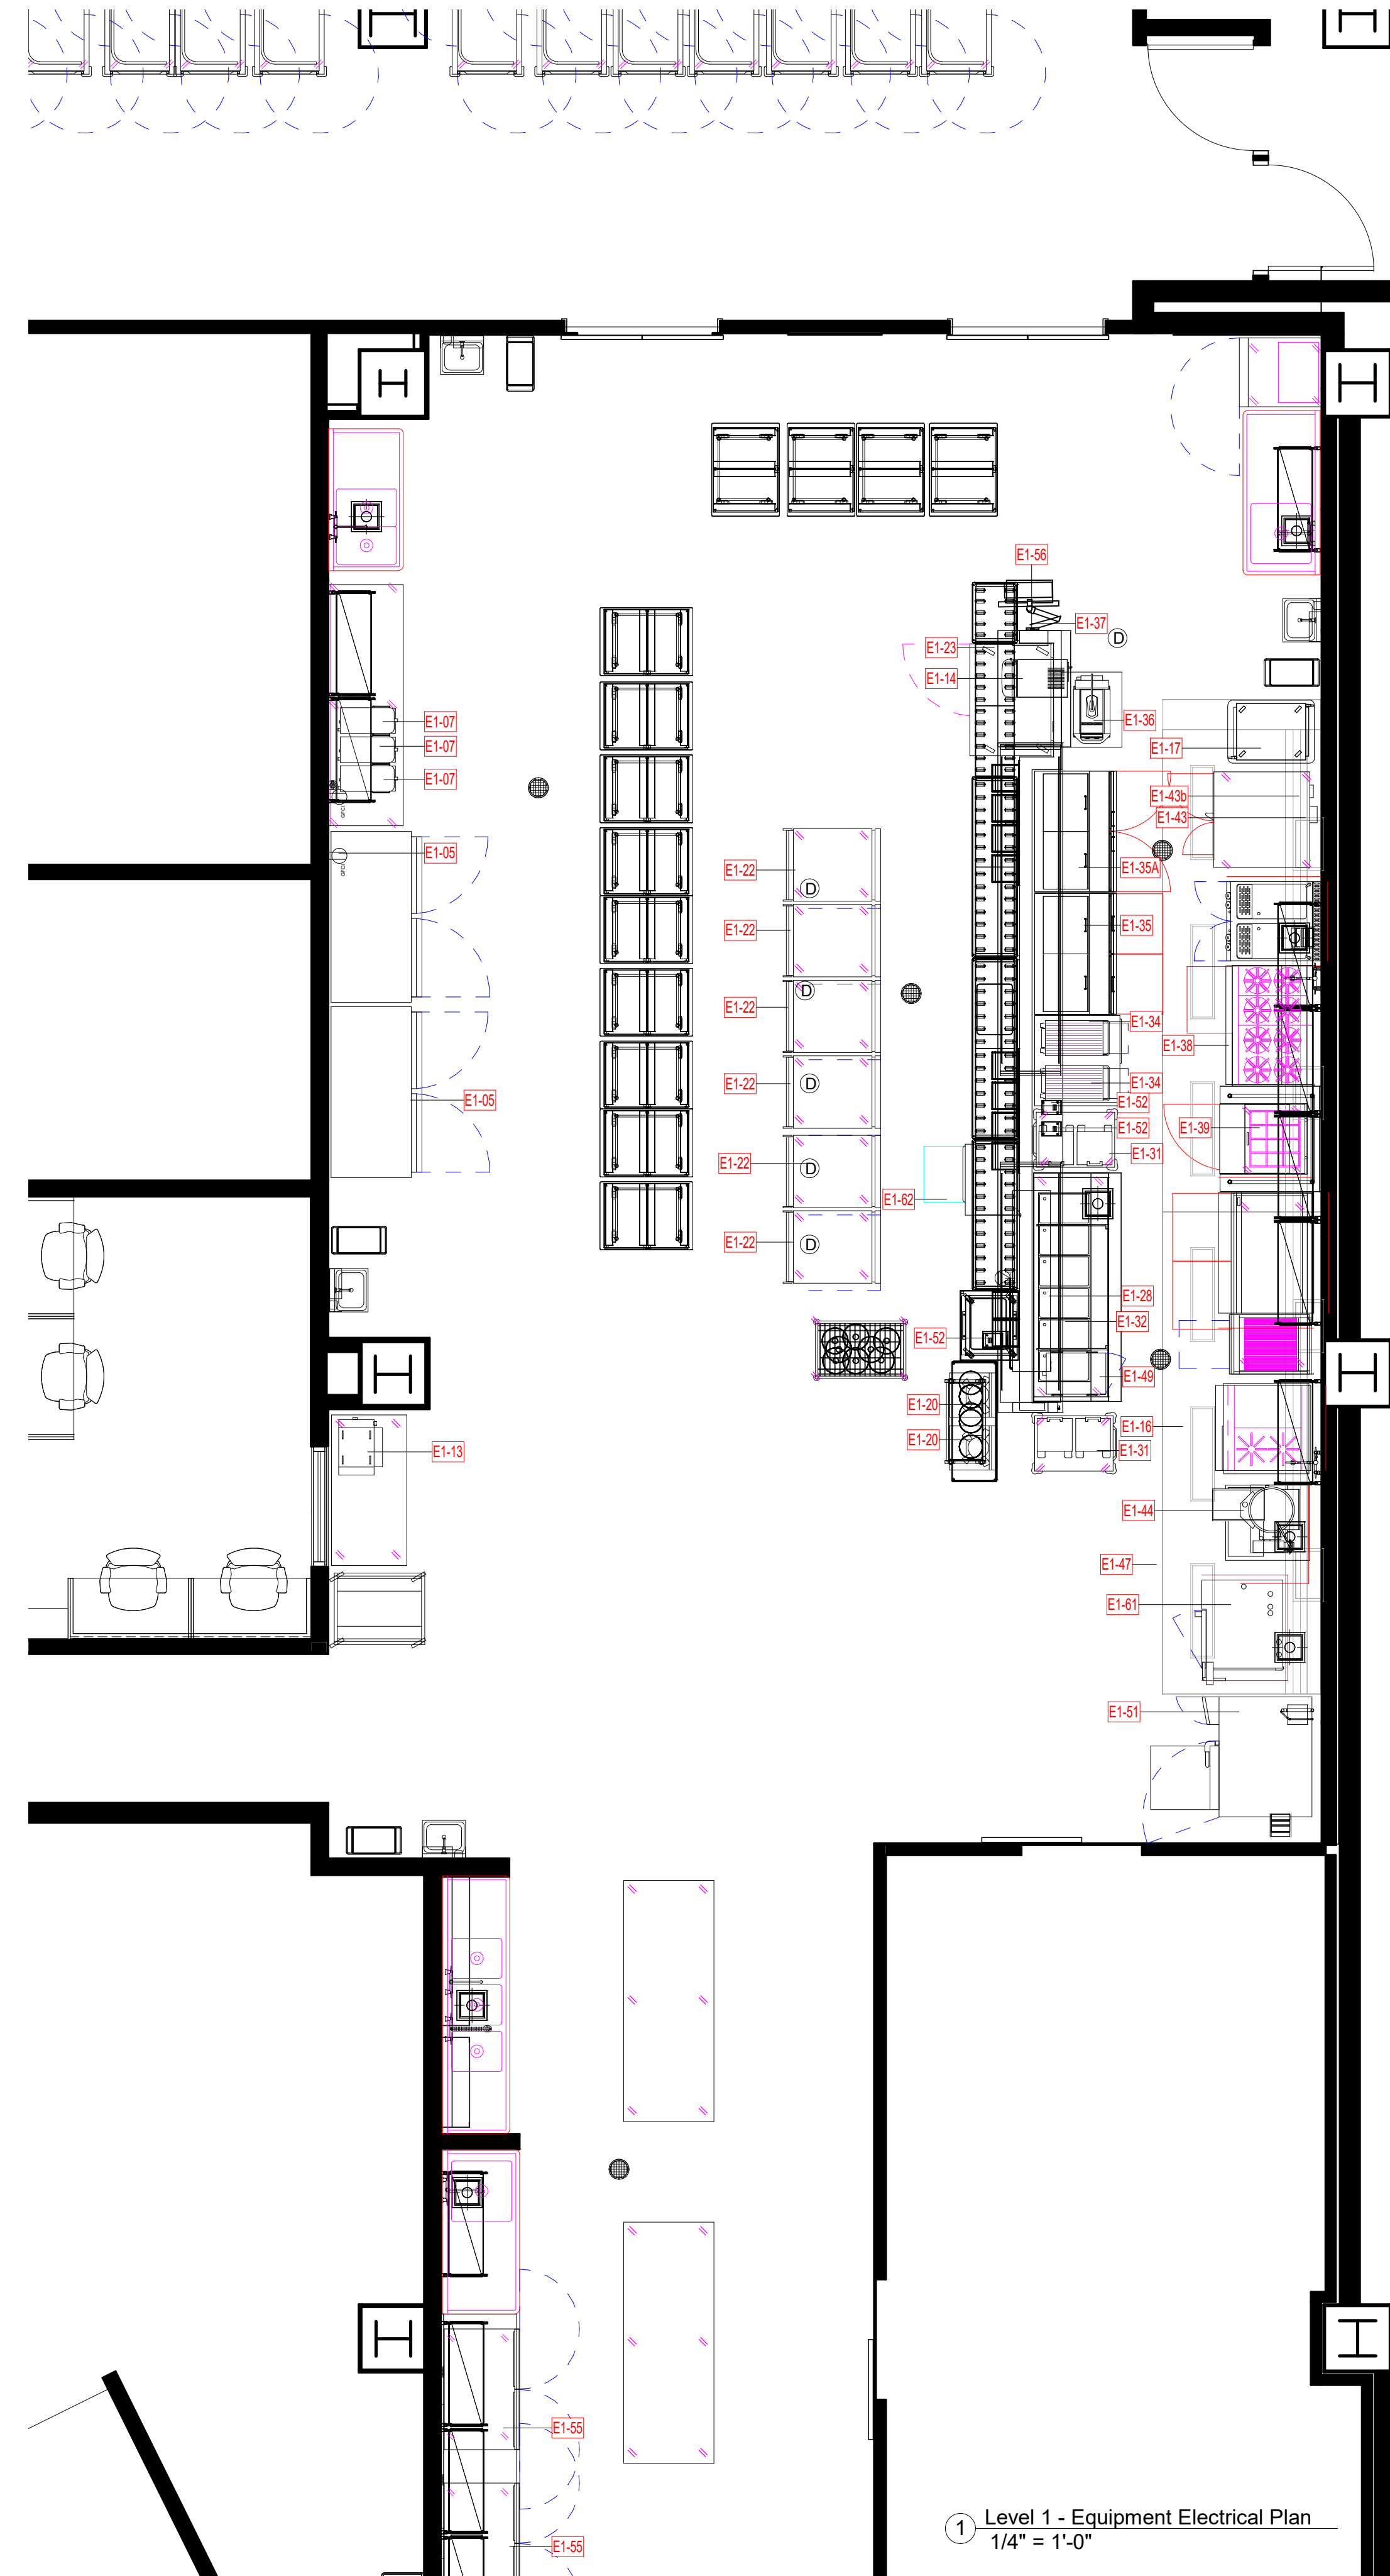 E1-56
E1-37
D
E1-23
E1-14
E1-36
E1-07
E1-07
E1-07
E1-17
E1-43b
E1-43
GFCI
E1-05
GFCI
E1-22
E1-35A
D
E1-22
E1-35
D
E1-22
E1-34
E1-38
E1-22
D
E1-34
E1-05
E1-52
E1-52
E1-39
E1-31
E1-22
D
E1-62
E1-22
D
E1-28
E1-32
E1-52
E1-49
E1-20
E1-16
E1-20
E1-31
E1-13
E1-44
E1-47
E1-61
E1-51
E1-55
E1-55
1
Level 1 - Equipment Electrical Plan
1/4" = 1'-0"